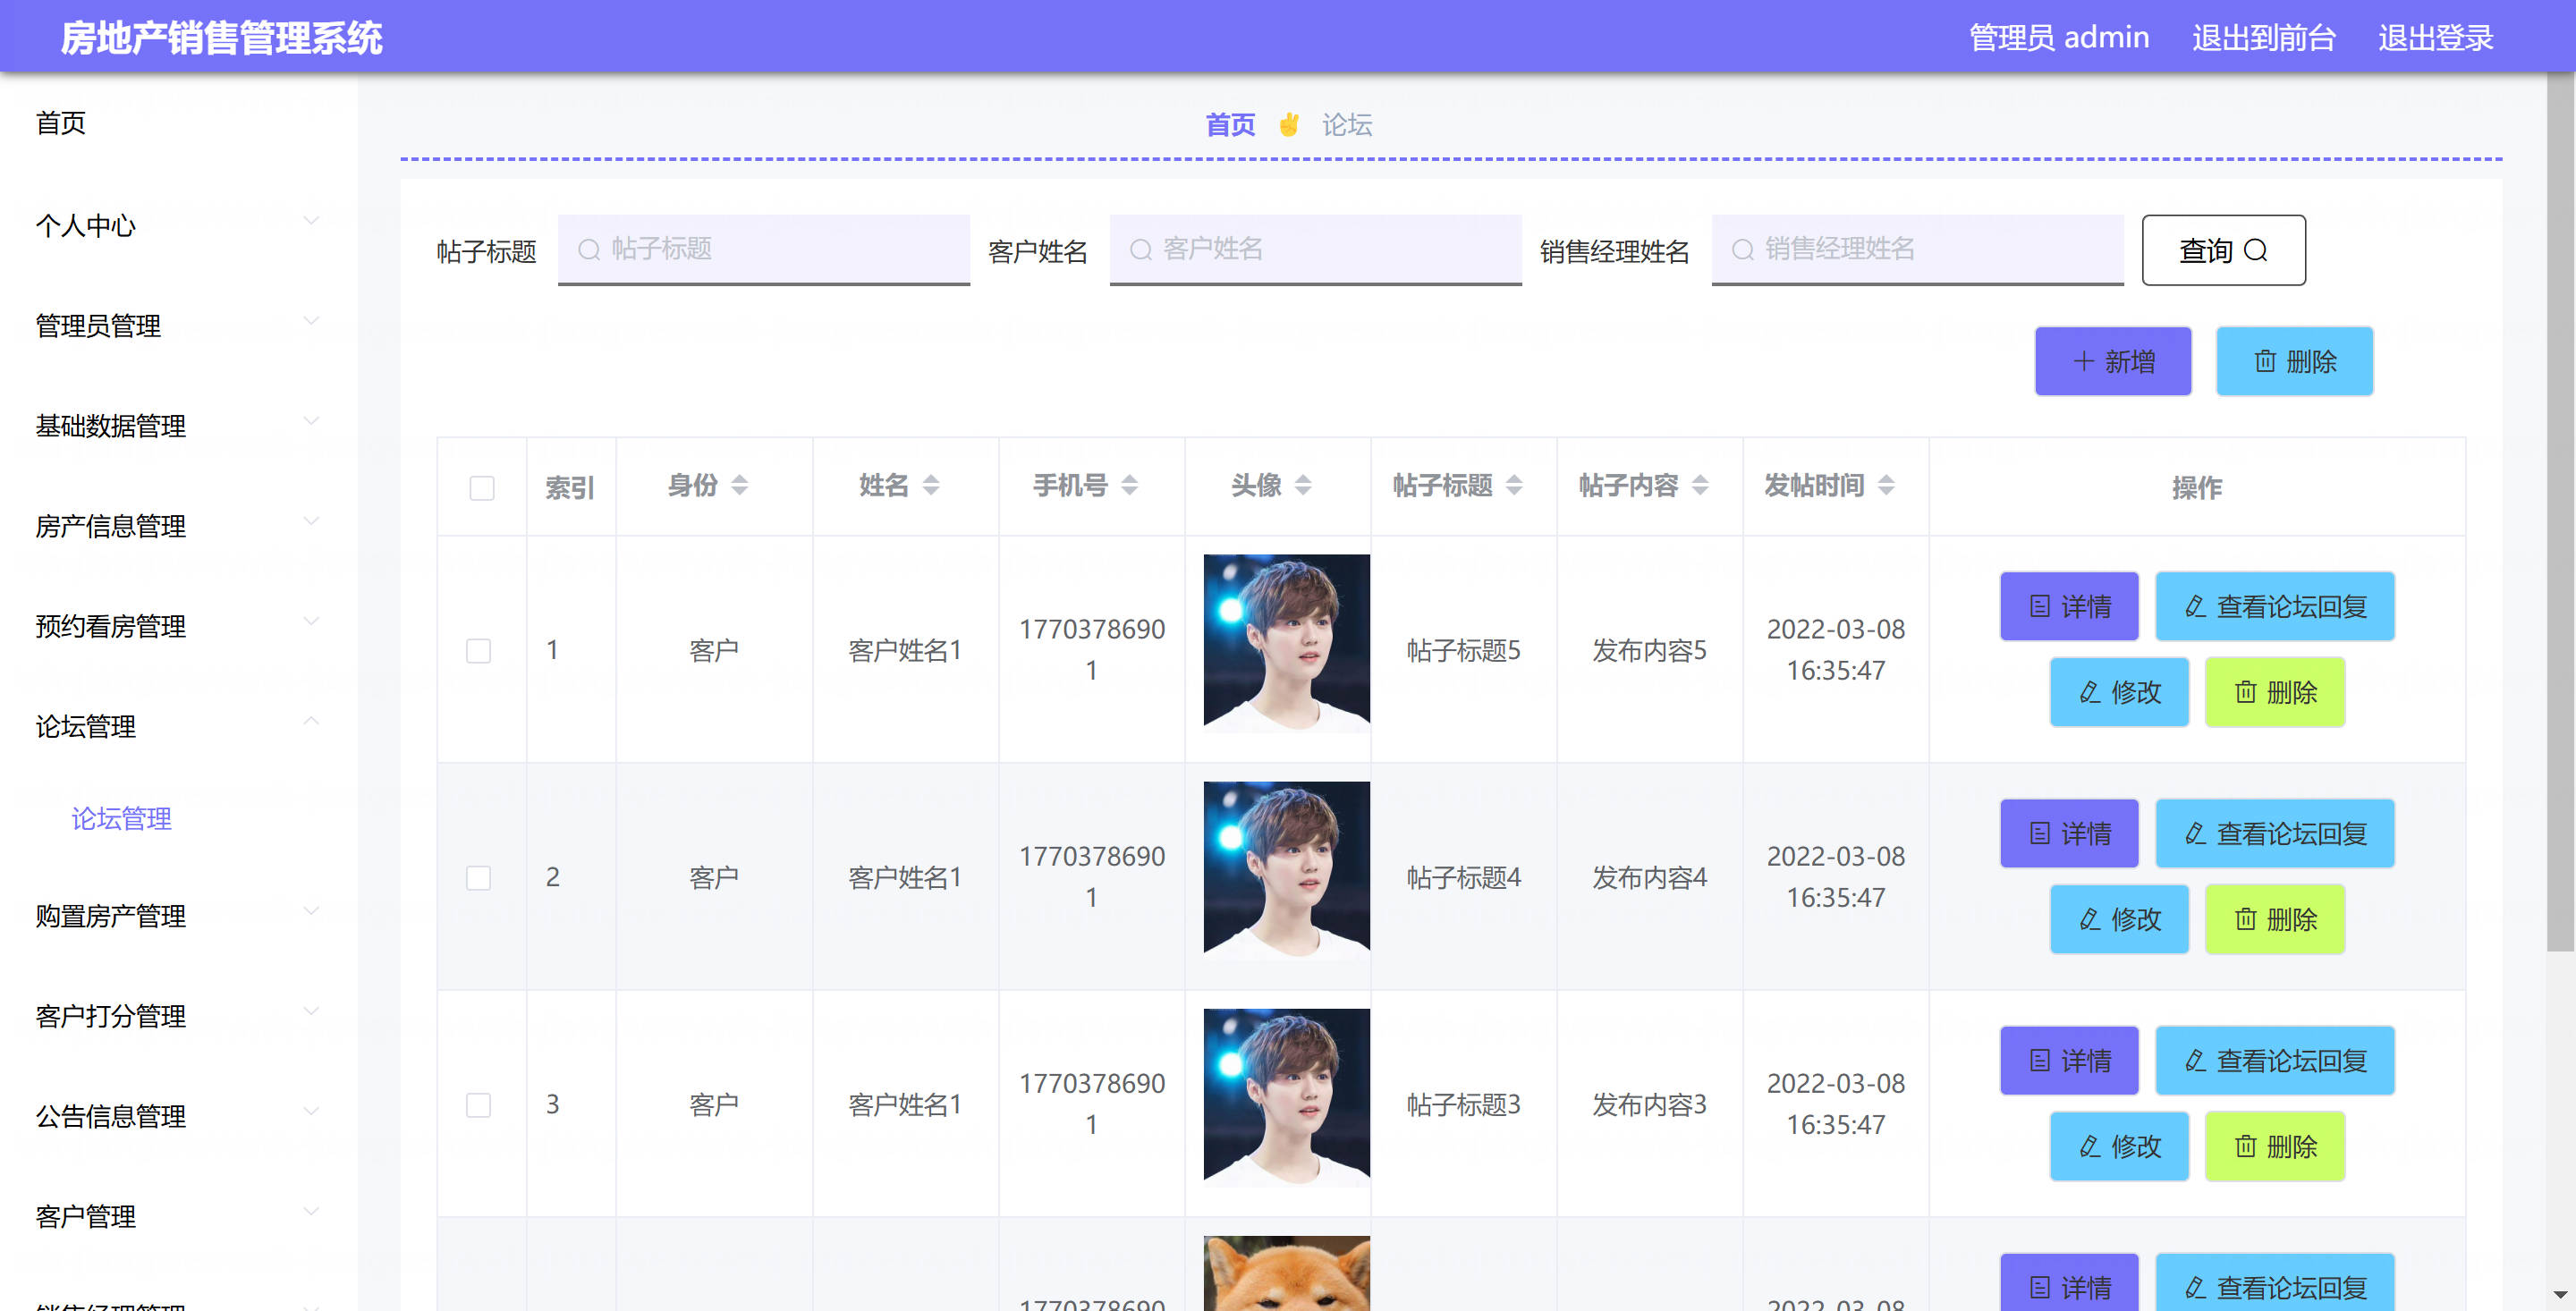 房地产销售管理系统
管理员 admin 退出到前台 退出登录
首页
个人中心
管理员管理
基础数据管理
房产信息管理
预约看房管理
论坛管理
论坛管理
购置房产管理
客户打分管理
公告信息管理
客户管理
销售经理管理
首页 论坛
帖子标题 帖子标题 客户姓名 客户姓名 销售经理姓名 销售经理姓名 查询
新增 删除
索引 身份 姓名 手机号 头像 帖子标题 帖子内容 发帖时间 操作
1 客户 客户姓名1 1770378690
1 帖子标题5 发布内容5 2022-03-08
16:35:47
详情 查看论坛回复
修改 删除
2 客户 客户姓名1 1770378690
1 帖子标题4 发布内容4 2022-03-08
16:35:47
详情 查看论坛回复
修改 删除
3 客户 客户姓名1 1770378690
1 帖子标题3 发布内容3 2022-03-08
16:35:47
详情 查看论坛回复
修改 删除
1770378690 2022-03-08
详情 查看论坛回复